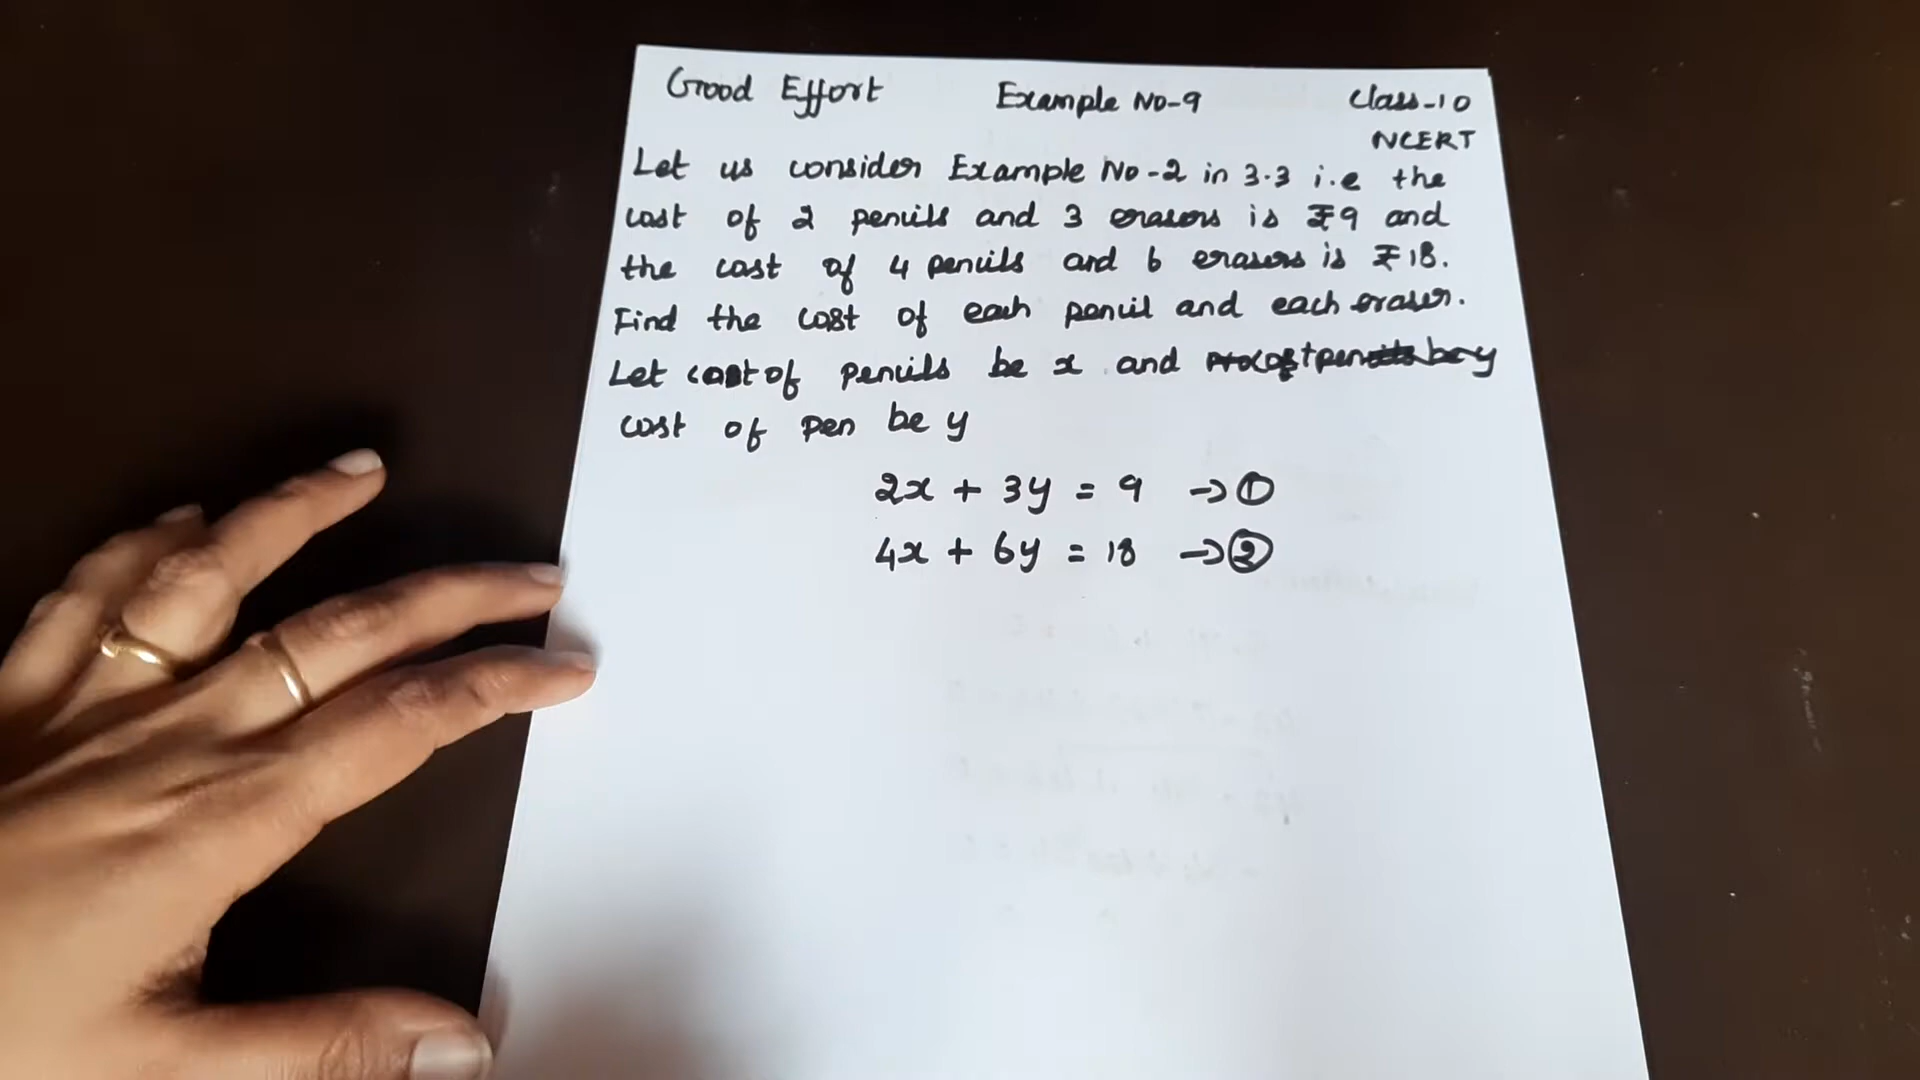 Good Effort Example No-9 Class-10
NCERT
Let us consider Example No-2 in 3.3 i.e the
cost of 2 pencils and 3 erasers is ₹9 and
the cost of 4 pencils and 6 erasers is ₹18.
Find the cost of each pencil and each eraser.
Let cost of pencils be x and
cost of pen be y
2x + 3y = 9 → ①
4x + 6y = 18 → ②